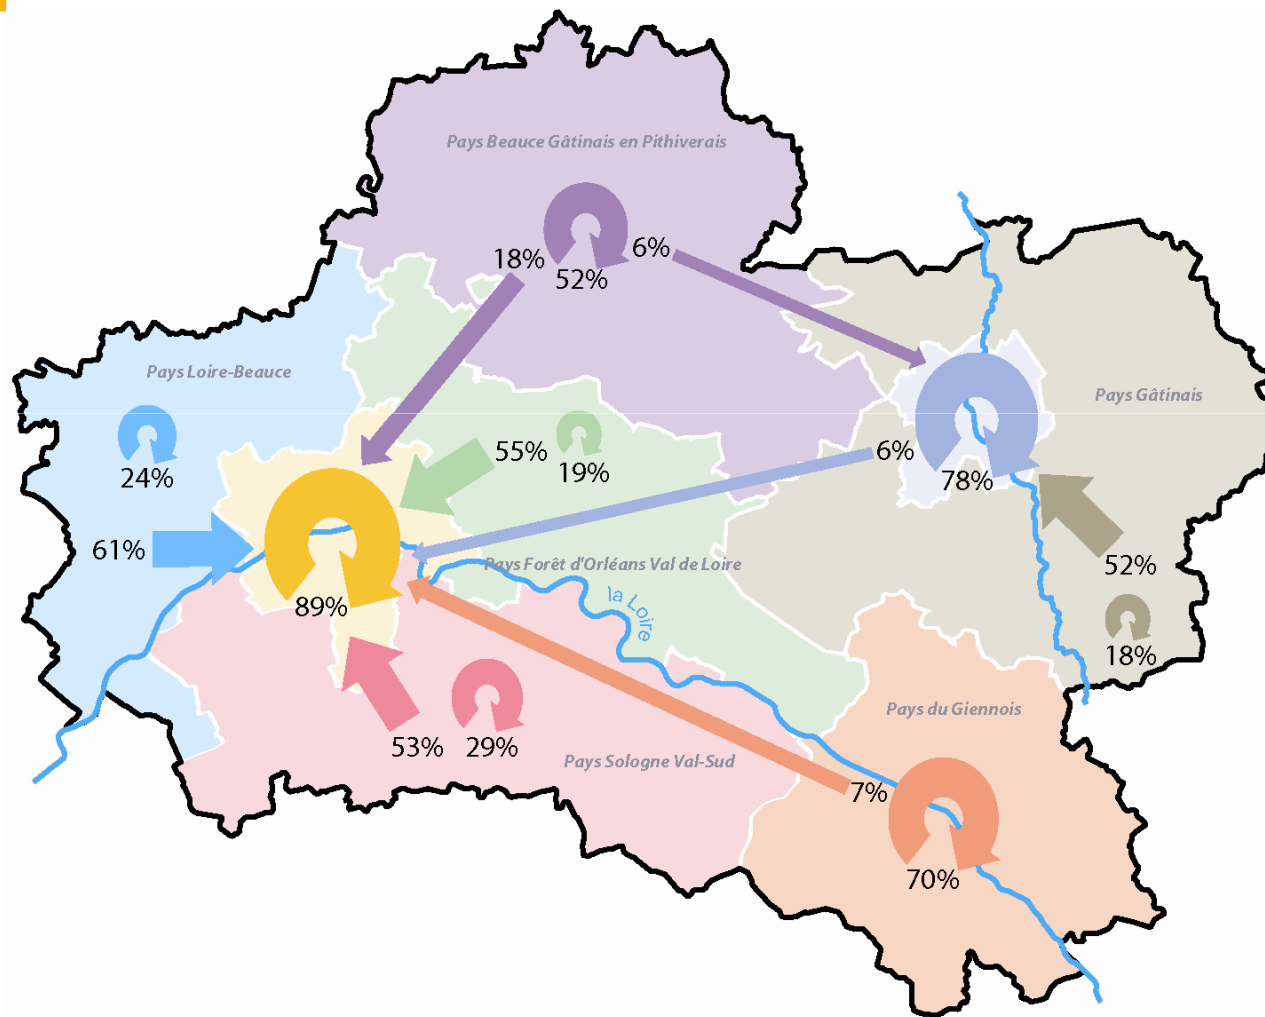 Pays Beauce Gâtinais en Pithiverais
18%
6%
52%
Pays Loire-Beauce
Pays Gâtinais
24%
55%
19%
6%
78%
61%
52%
Pays Forêt d'Orléans Val de Loire
89%
la Loire
18%
53%
29%
Pays du Giennois
Pays Sologne Val-Sud
7%
70%